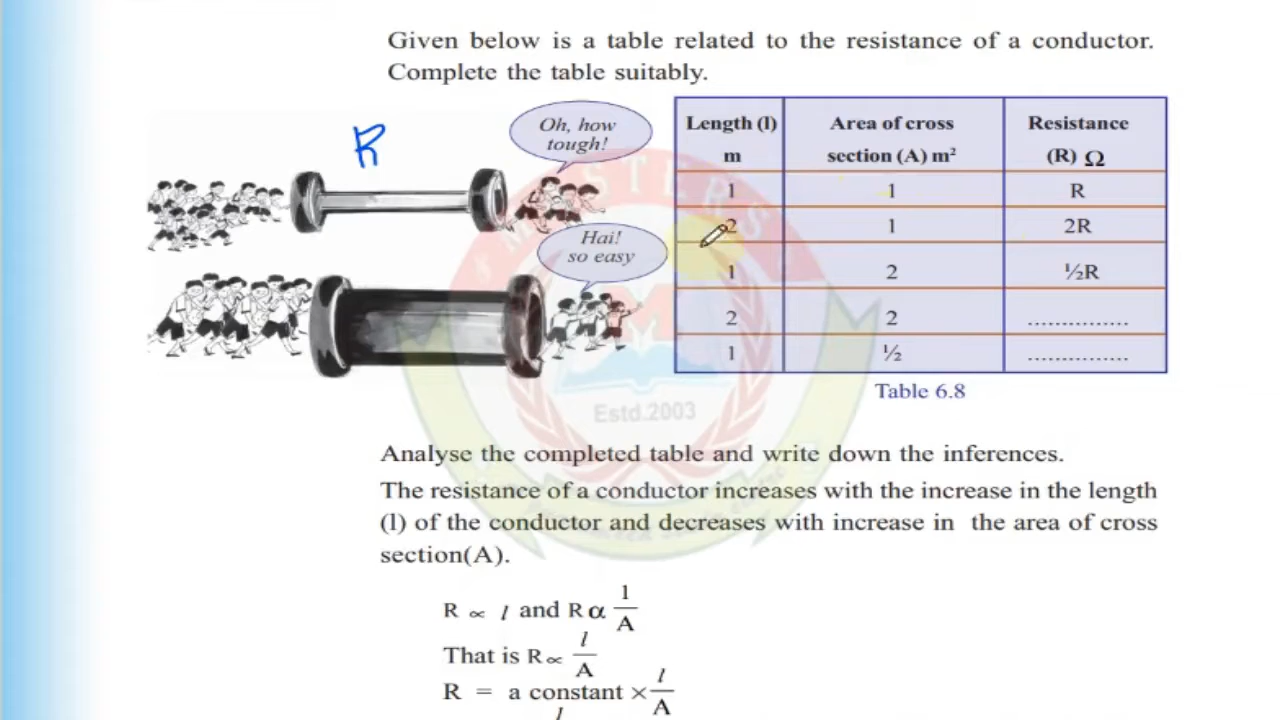 Given below is a table related to the resistance of a conductor.
Complete the table suitably.
R
Oh, how
tough!
Hai!
so easy
Length (l) m Area of cross section (A) m² Resistance (R) Ω
1 1 R
2 1 2R
1 2 ½R
2 2 ...............
1 ½ ...............
Table 6.8
MASTERS
Estd.2003
Analyse the completed table and write down the inferences.
The resistance of a conductor increases with the increase in the length
(l) of the conductor and decreases with increase in the area of cross
section(A).
R ∝ l and R α 1/A
That is R ∝ l/A
R = a constant × l/A
l